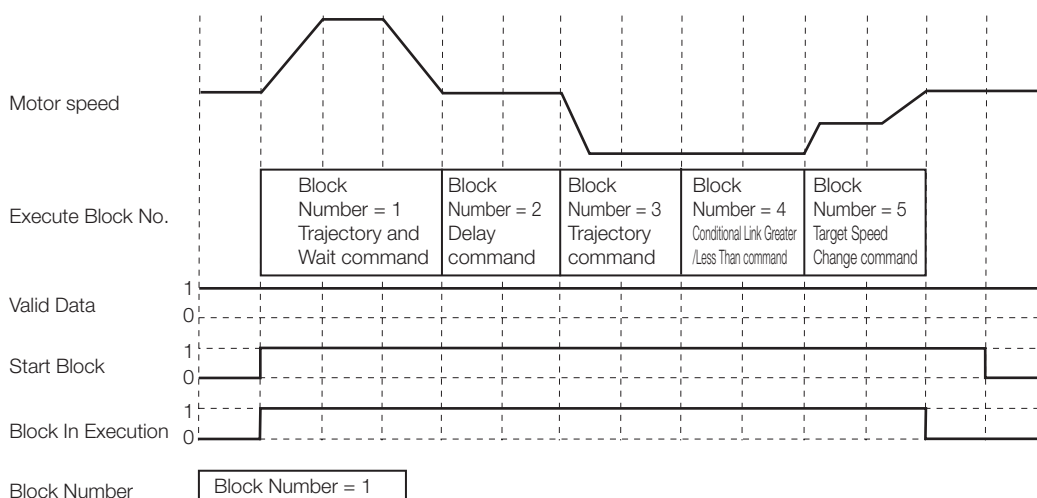 Motor speed
Execute Block No.
Block
Number = 1
Trajectory and
Wait command
Block
Number = 2
Delay
command
Block
Number = 3
Trajectory
command
Block
Number = 4
Conditional Link Greater
/Less Than command
Block
Number = 5
Target Speed
Change command
Valid Data
1
0
Start Block
1
0
Block In Execution
1
0
Block Number
Block Number = 1